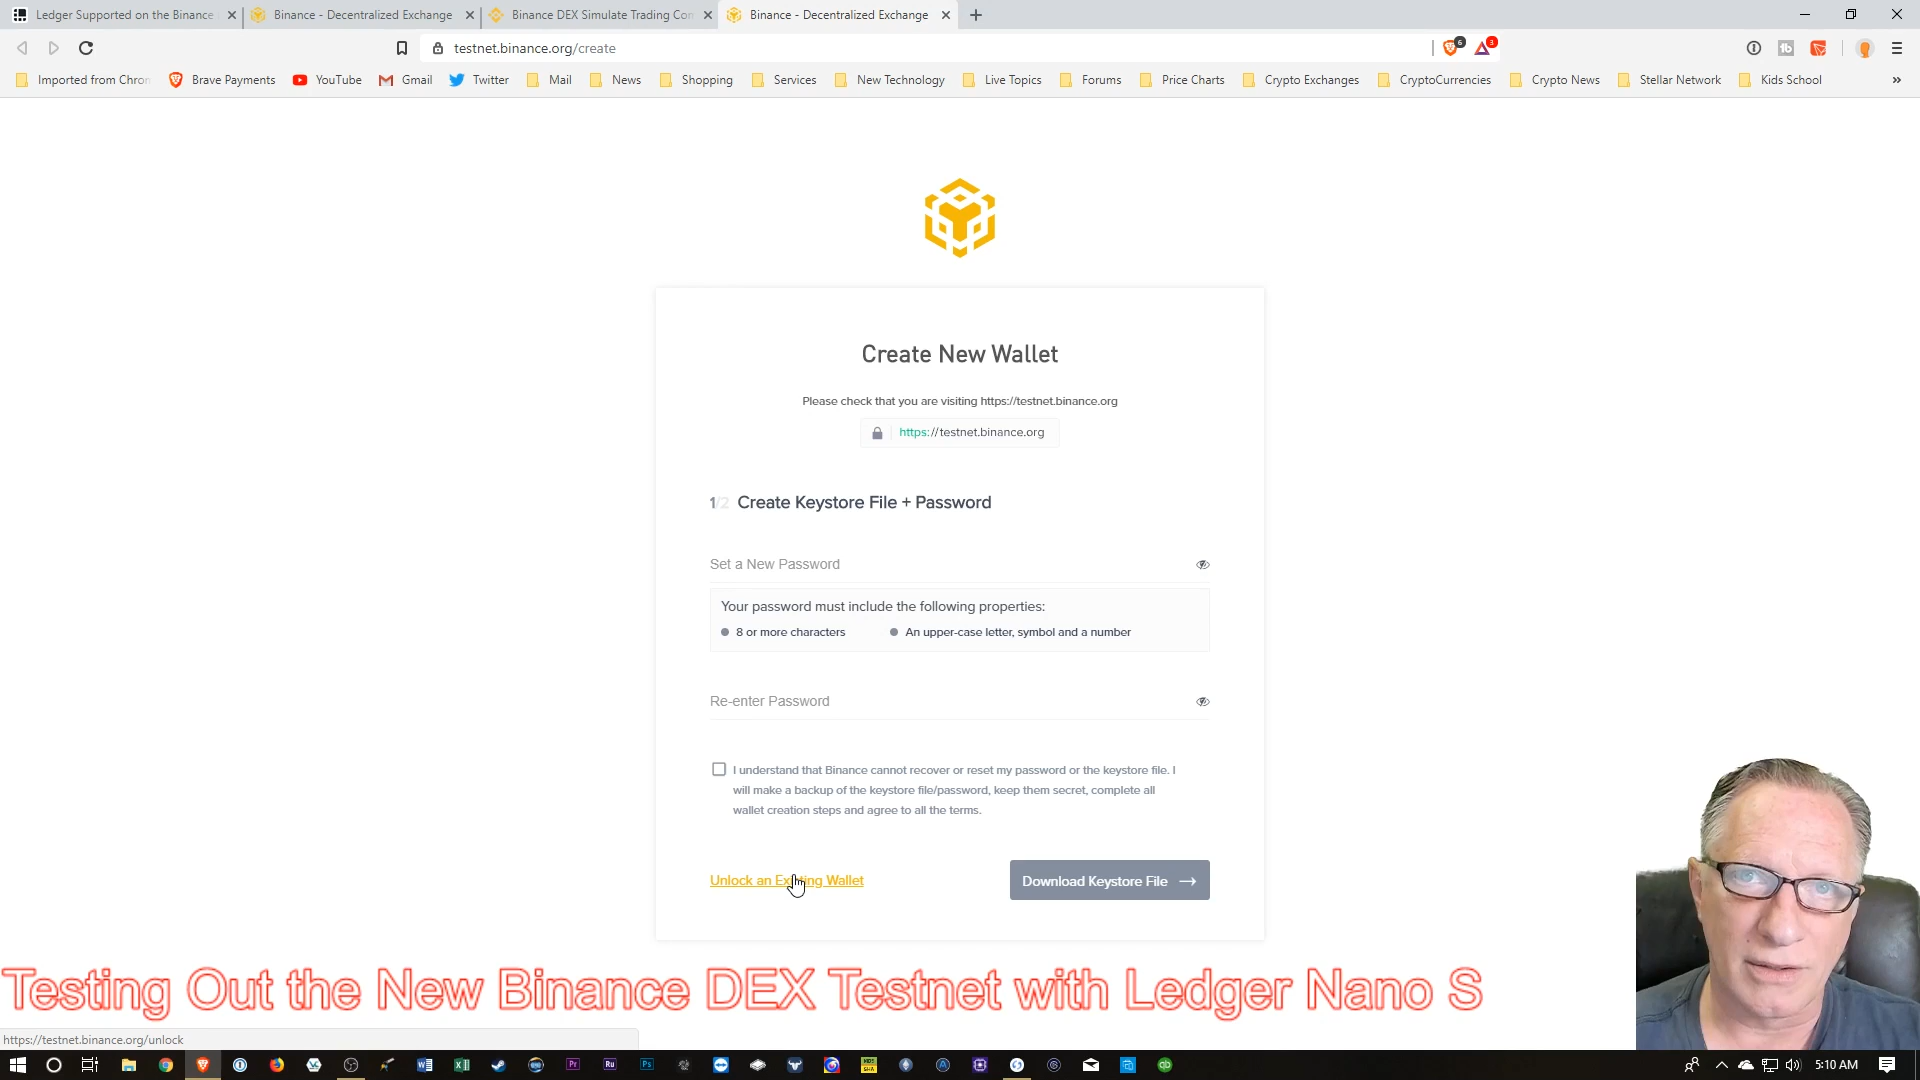 Ledger Supported on the Binance
Binance - Decentralized Exchange
Binance DEX Simulate Trading Con
Binance - Decentralized Exchange
testnet.binance.org/create
6
3
Imported from Chron
Brave Payments
YouTube
Gmail
Twitter
Mail
News
Shopping
Services
New Technology
Live Topics
Forums
Price Charts
Crypto Exchanges
CryptoCurrencies
Crypto News
Stellar Network
Kids School
Create New Wallet
Please check that you are visiting https://testnet.binance.org
https://testnet.binance.org
1/2 Create Keystore File + Password
Set a New Password
Your password must include the following properties:
8 or more characters
An upper-case letter, symbol and a number
Re-enter Password
I understand that Binance cannot recover or reset my password or the keystore file. I
will make a backup of the keystore file/password, keep them secret, complete all
wallet creation steps and agree to all the terms.
Unlock an Existing Wallet
Download Keystore File
Testing Out the New Binance DEX Testnet with Ledger Nano S
https://testnet.binance.org/unlock
5:10 AM